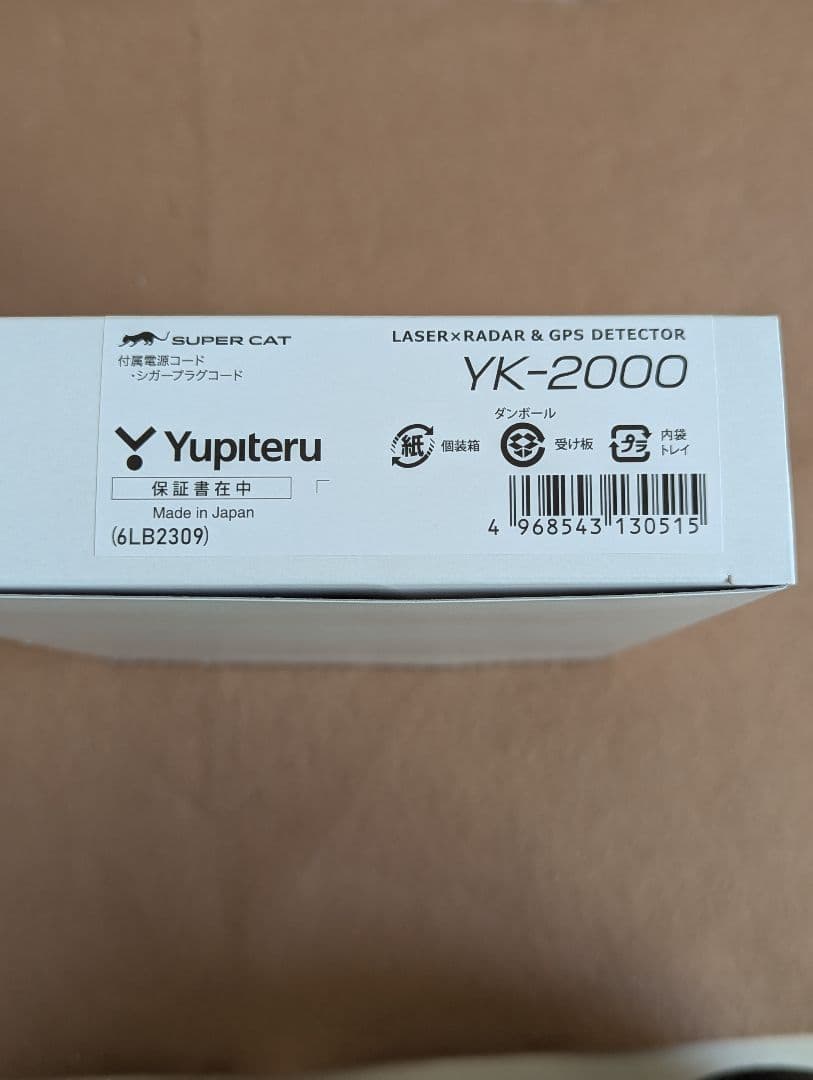 SUPER CAT
付属電源コード
・シガープラグコード
LASER×RADAR & GPS DETECTOR
YK-2000
Yupiteru
保証書在中
Made in Japan
(6LB2309)
紙 個装箱
ダンボール
受け板
プラ 内袋
トレイ
4 968543 130515